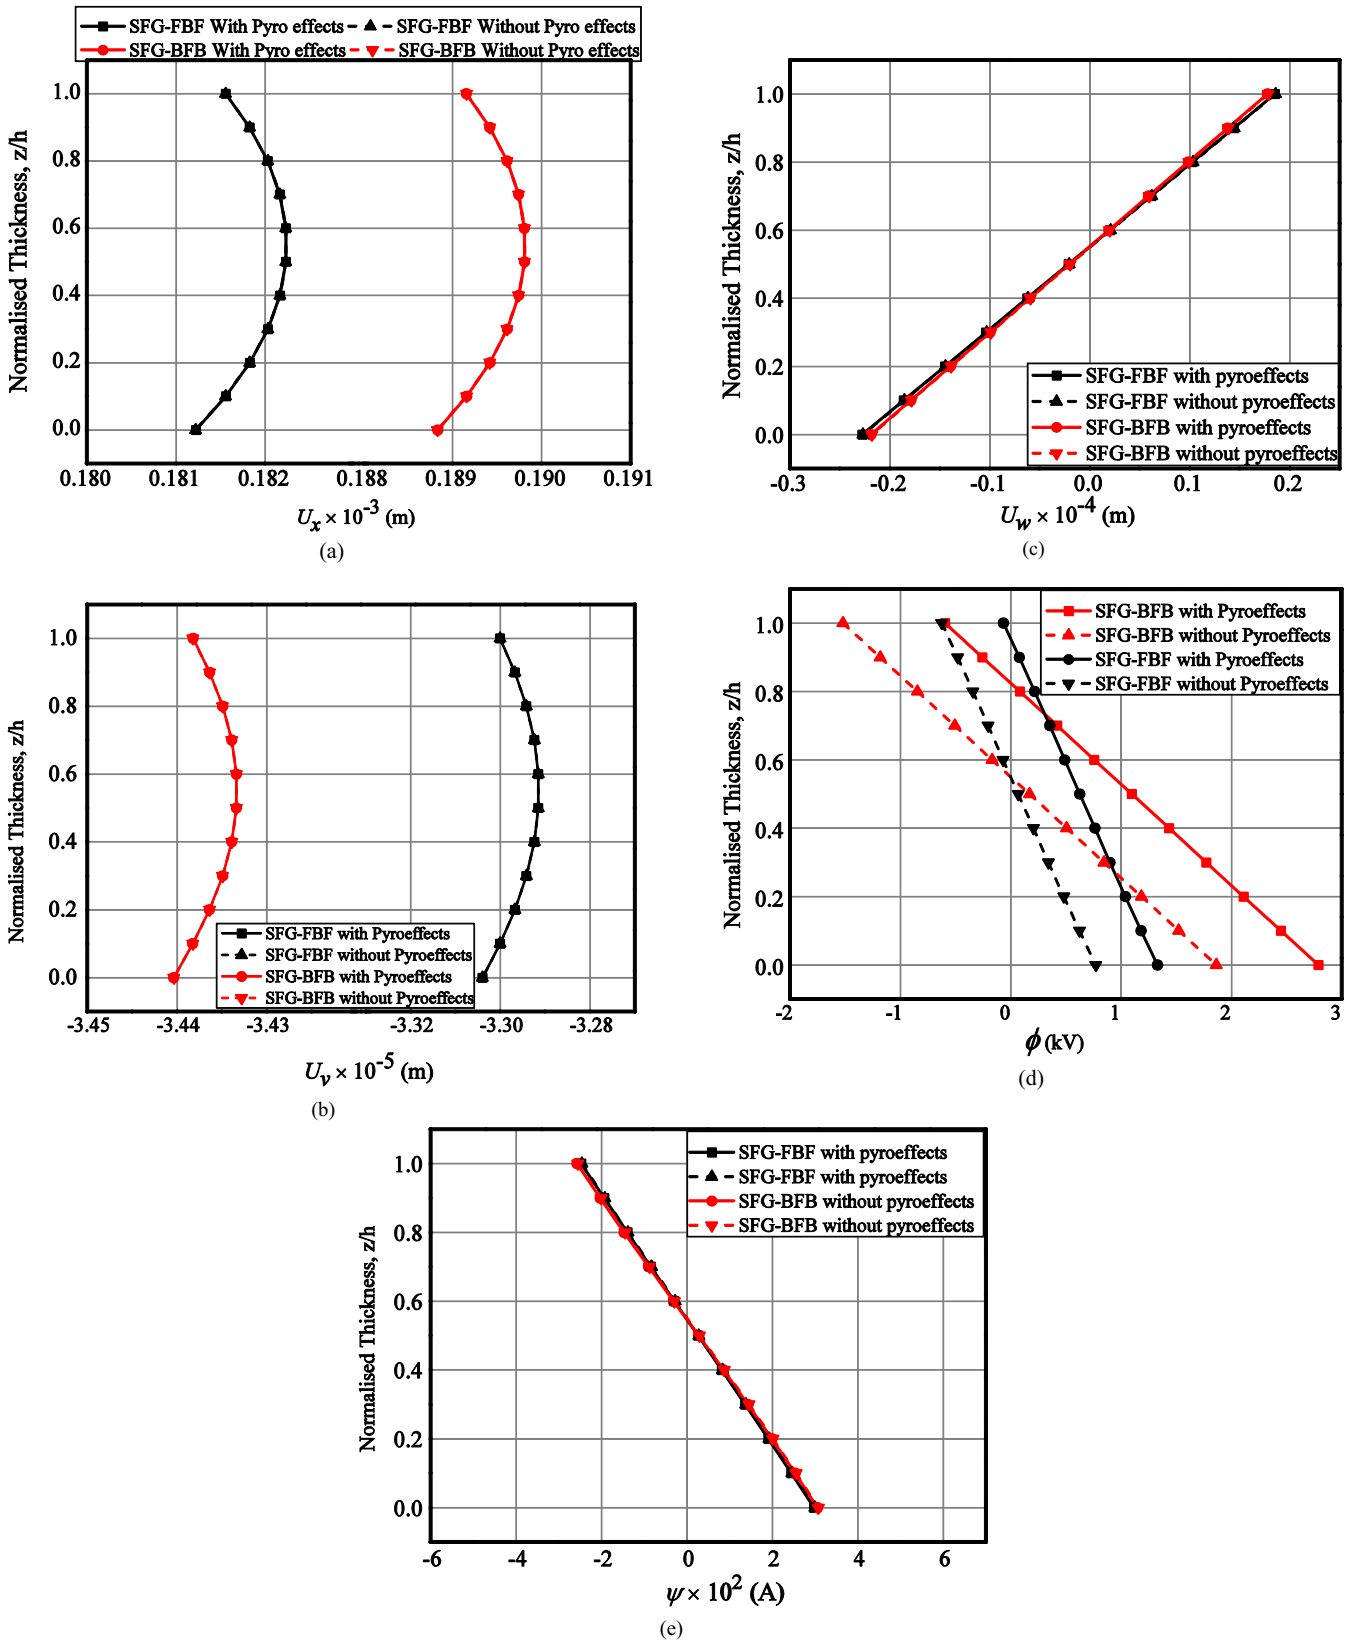 SFG-FBF With Pyro effects SFG-FBF Without Pyro effects
SFG-BFB With Pyro effects SFG-BFB Without Pyro effects
Normalised Thickness, z/h
1.0
0.8
0.6
0.4
0.2
0.0
0.180 0.181 0.182 0.188 0.189 0.190 0.191
Uₓ × 10⁻³ (m)
(a)
Normalised Thickness, z/h
1.0
0.8
0.6
0.4
0.2
0.0
SFG-FBF with pyroeffects
SFG-FBF without pyroeffects
SFG-BFB with pyroeffects
SFG-BFB without pyroeffects
-0.3 -0.2 -0.1 0.0 0.1 0.2
U_w × 10⁻⁴ (m)
(c)
Normalised Thickness, z/h
1.0
0.8
0.6
0.4
0.2
0.0
SFG-FBF with Pyroeffects
SFG-FBF without Pyroeffects
SFG-BFB with Pyroeffects
SFG-BFB without Pyroeffects
-3.45 -3.44 -3.43 -3.32 -3.30 -3.28
U_v × 10⁻⁵ (m)
(b)
Normalised Thickness, z/h
1.0
0.8
0.6
0.4
0.2
0.0
SFG-BFB with Pyroeffects
SFG-BFB without Pyroeffects
SFG-FBF with Pyroeffects
SFG-FBF without Pyroeffects
-2 -1 0 1 2 3
ϕ (kV)
(d)
Normalised Thickness, z/h
1.0
0.8
0.6
0.4
0.2
0.0
SFG-FBF with pyroeffects
SFG-FBF with pyroeffects
SFG-BFB without pyroeffects
SFG-BFB without pyroeffects
-6 -4 -2 0 2 4 6
ψ × 10² (A)
(e)